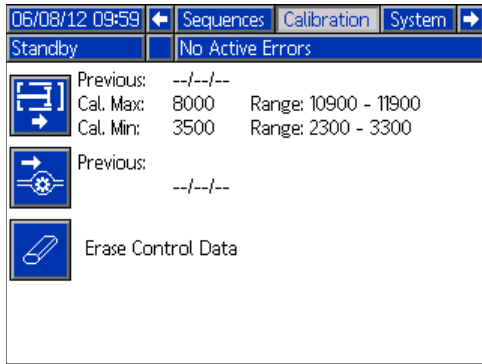 06/08/12 09:59 Sequences Calibration System
Standby No Active Errors
Previous: --/--/--
Cal. Max: 8000 Range: 10900 - 11900
Cal. Min: 3500 Range: 2300 - 3300
Previous:
--/--/--
Erase Control Data